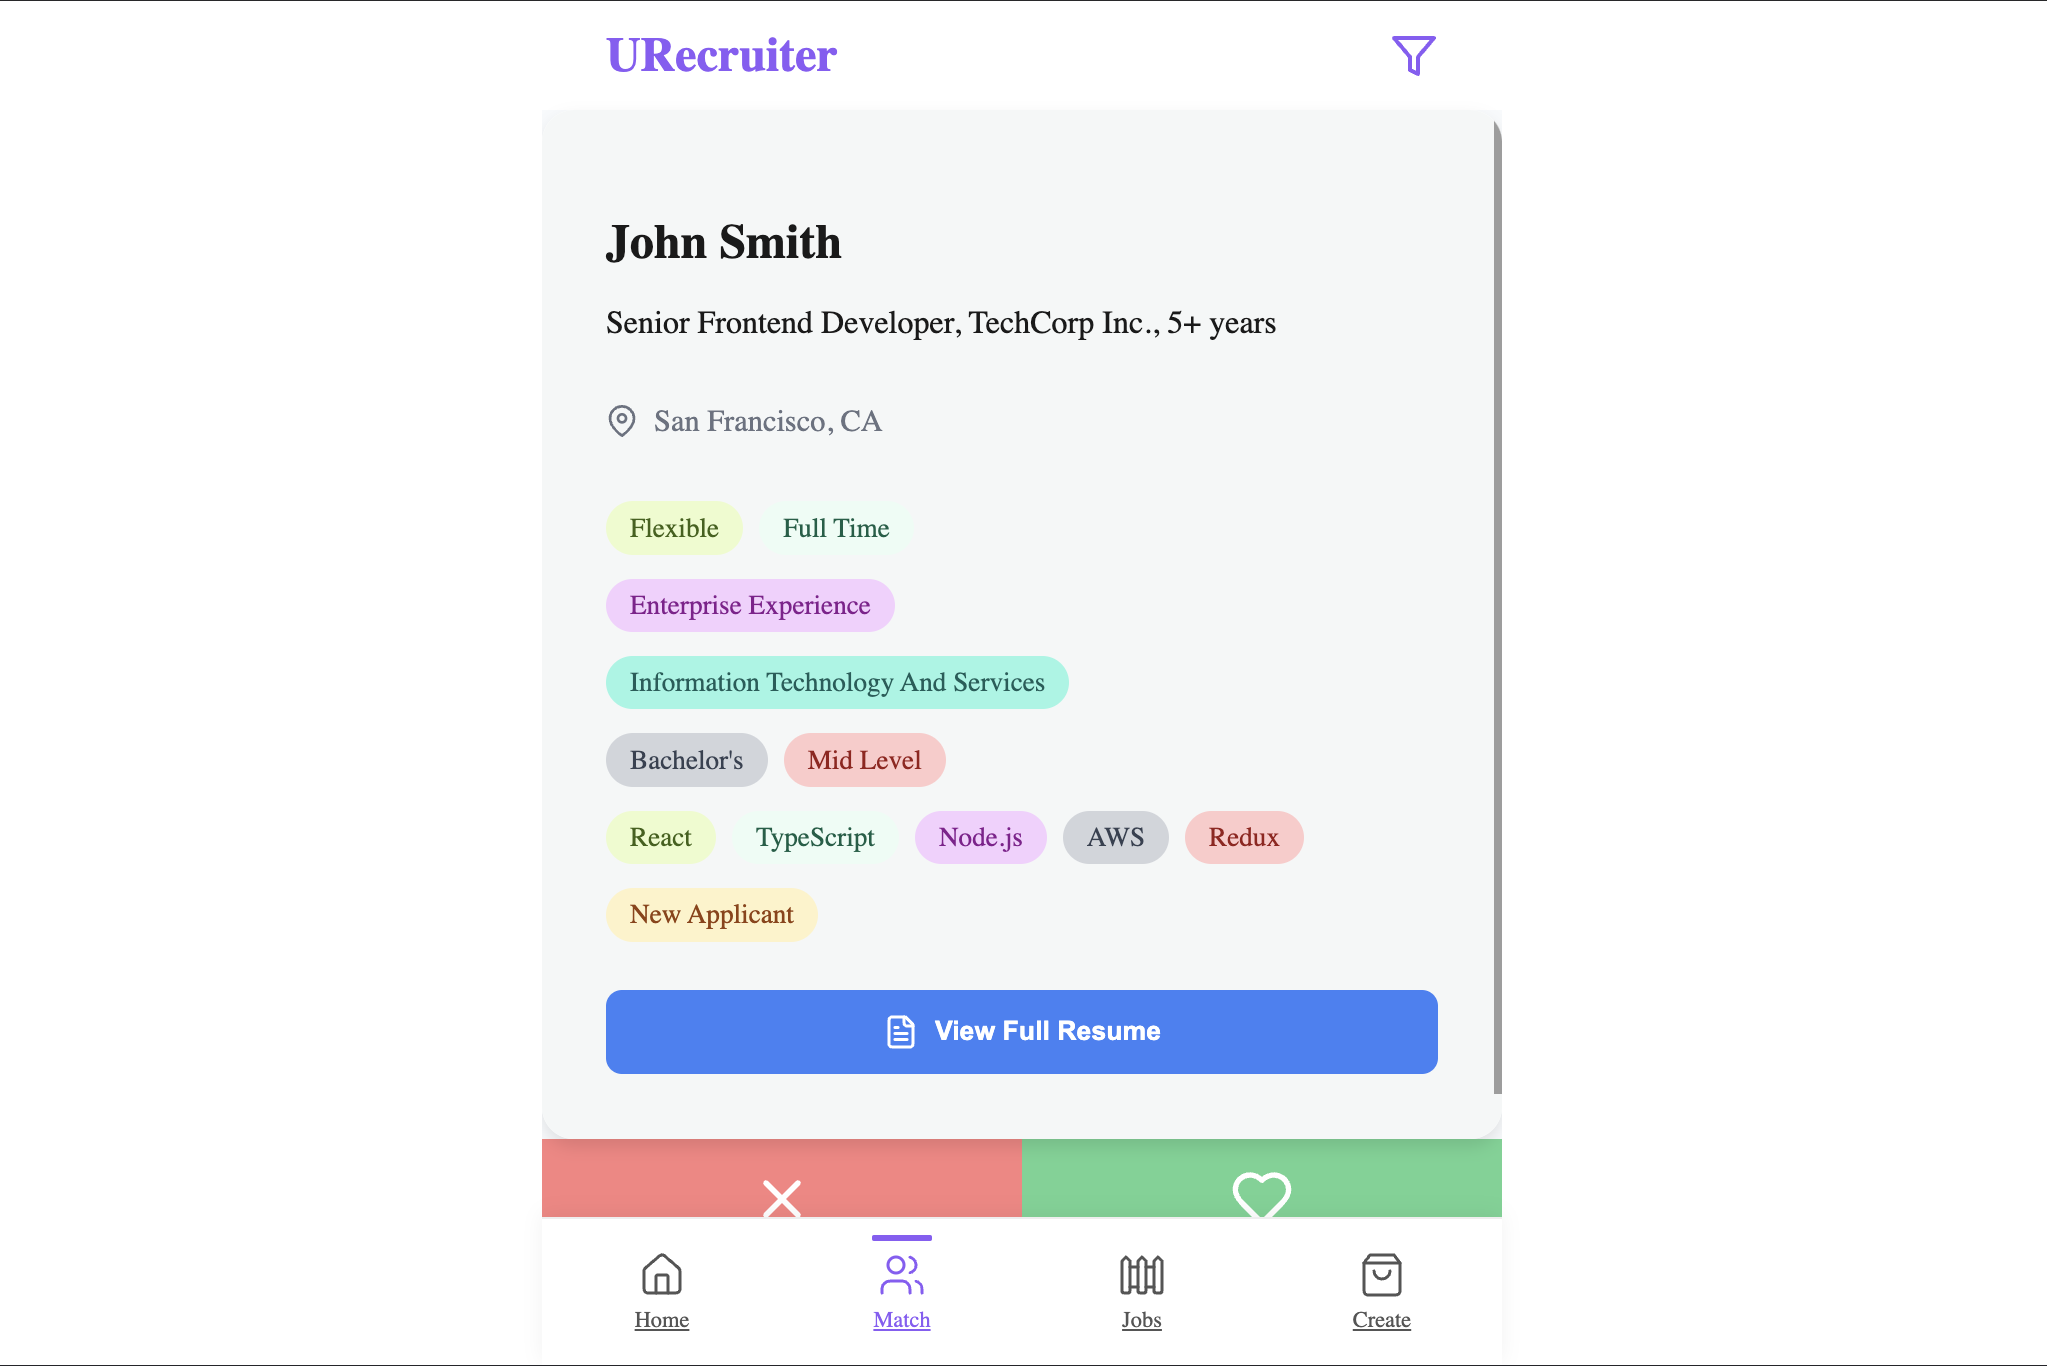 URecruiter
John Smith
Senior Frontend Developer, TechCorp Inc., 5+ years
San Francisco, CA
Flexible Full Time
Enterprise Experience
Information Technology And Services
Bachelor's Mid Level
React TypeScript Node.js AWS Redux
New Applicant
View Full Resume
Home Match Jobs Create